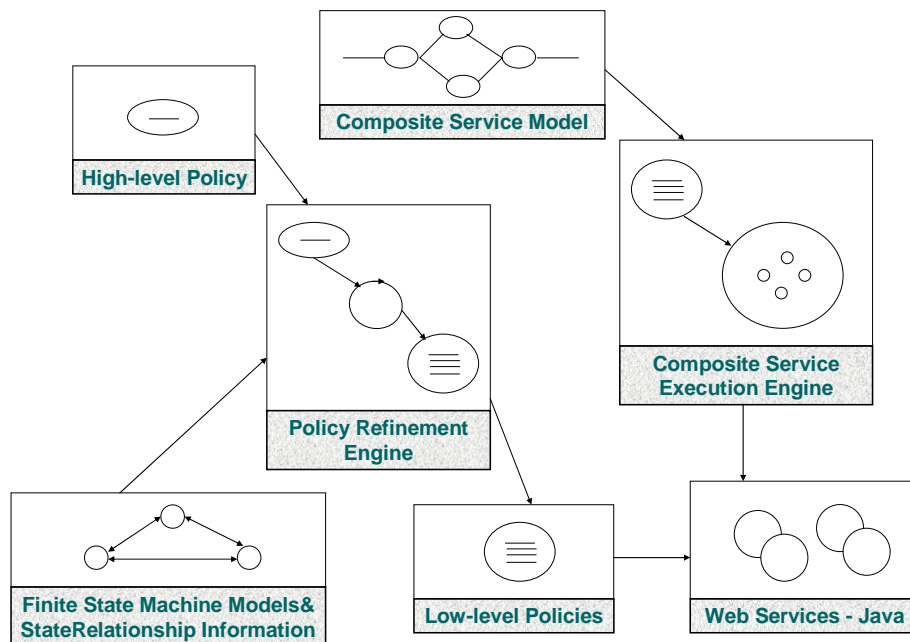 Composite Service Model
High-level Policy
Composite Service
Execution Engine
Policy Refinement
Engine
Finite State Machine Models&
StateRelationship Information
Low-level Policies
Web Services - Java